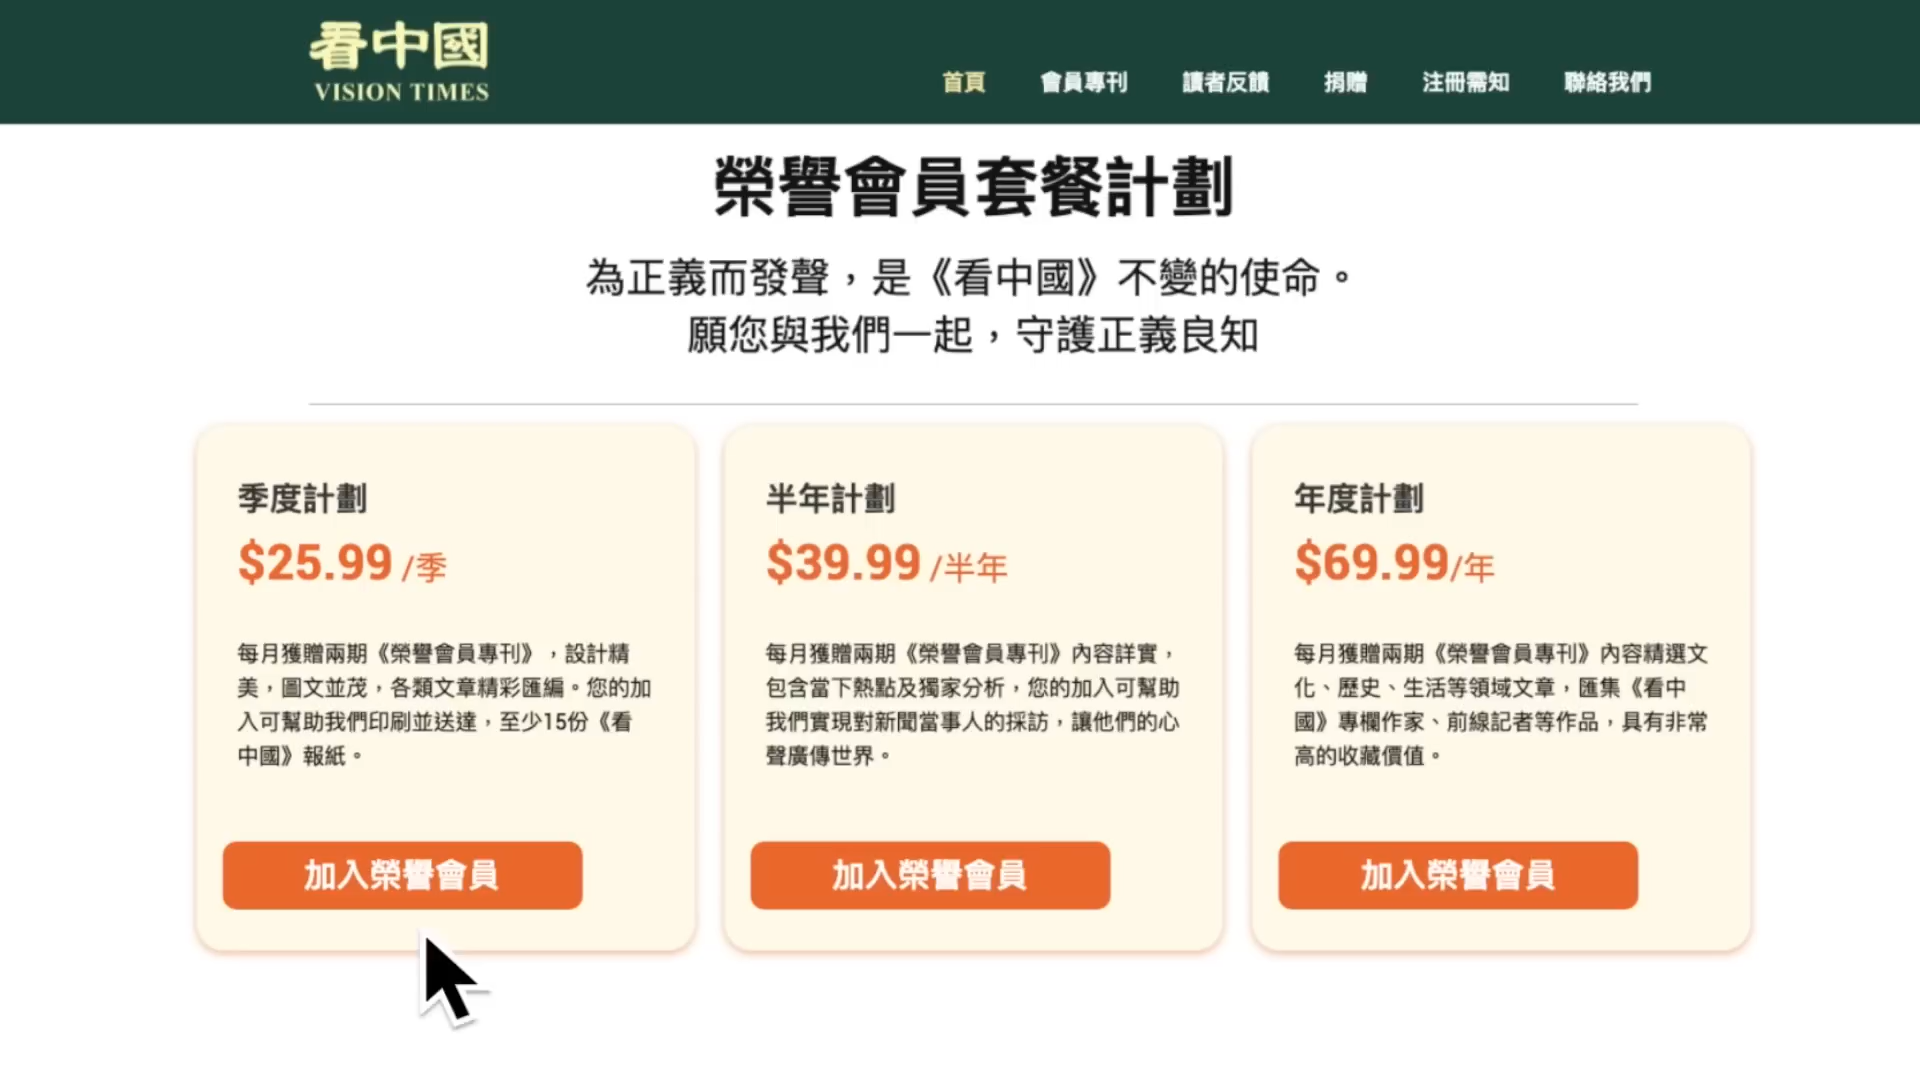 看中國
VISION TIMES
首頁
會員專刊
讀者反饋
捐贈
注冊需知
聯絡我們
榮譽會員套餐計劃
為正義而發聲，是《看中國》不變的使命。
願您與我們一起，守護正義良知
季度計劃
$25.99 /季
每月獲贈兩期《榮譽會員專刊》，設計精
美，圖文並茂，各類文章精彩匯編。您的加
入可幫助我們印刷並送達，至少15份《看
中國》報紙。
加入榮譽會員
半年計劃
$39.99 /半年
每月獲贈兩期《榮譽會員專刊》內容詳實，
包含當下熱點及獨家分析，您的加入可幫助
我們實現對新聞當事人的採訪，讓他們的心
聲廣傳世界。
加入榮譽會員
年度計劃
$69.99/年
每月獲贈兩期《榮譽會員專刊》內容精選文
化、歷史、生活等領域文章，匯集《看中
國》專欄作家、前線記者等作品，具有非常
高的收藏價值。
加入榮譽會員